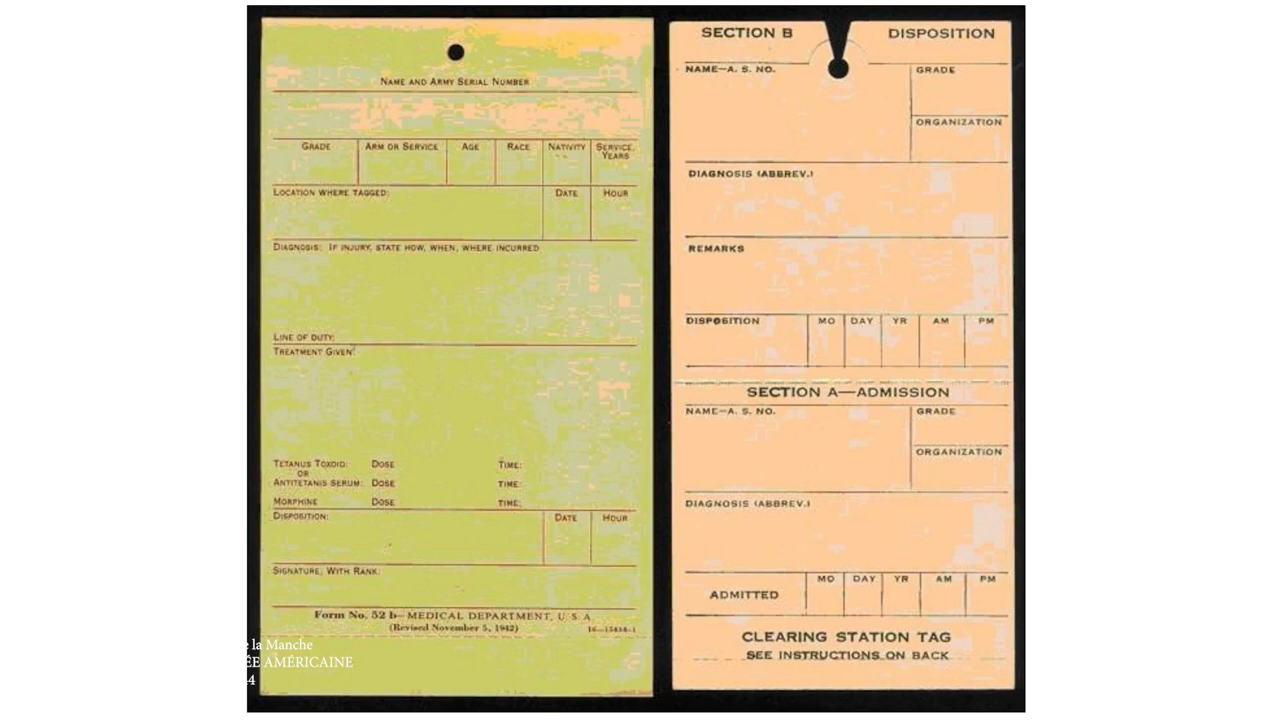 NAME AND ARMY SERIAL NUMBER
GRADE ARM OR SERVICE AGE RACE NATIVITY SERVICE, YEARS
LOCATION WHERE TAGGED: DATE HOUR
DIAGNOSIS: IF INJURY, STATE HOW, WHEN, WHERE INCURRED
LINE OF DUTY:
TREATMENT GIVEN:
TETANUS TOXOID: DOSE TIME:
OR
ANTITETANIS SERUM: DOSE TIME:
MORPHINE DOSE TIME:
DISPOSITION: DATE HOUR
SIGNATURE, WITH RANK:
Form No. 52 b—MEDICAL DEPARTMENT, U. S. A.
(Revised November 5, 1942) 16—15414-1
e la Manche
ÉE AMÉRICAINE
4
SECTION B DISPOSITION
NAME—A. S. NO. GRADE
ORGANIZATION
DIAGNOSIS (ABBREV.)
REMARKS
DISPOSITION MO DAY YR AM PM
SECTION A—ADMISSION
NAME—A. S. NO. GRADE
ORGANIZATION
DIAGNOSIS (ABBREV.)
MO DAY YR AM PM
ADMITTED
CLEARING STATION TAG
SEE INSTRUCTIONS ON BACK